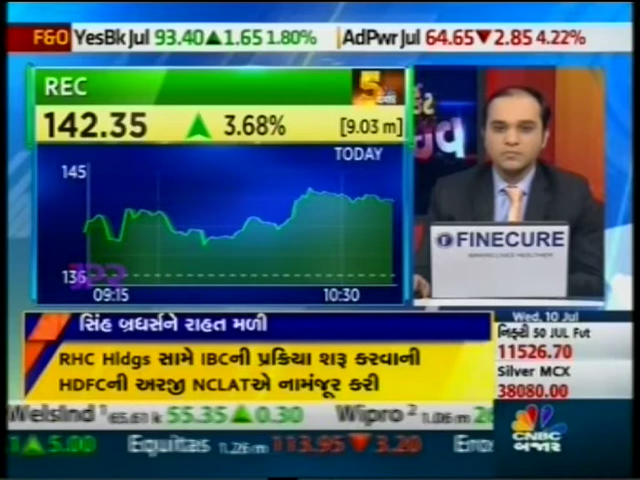 F&O YesBk Jul 93.40 ▲ 1.65 1.80% AdPwr Jul 64.65 ▼ 2.85 4.22%
REC 5
142.35 ▲ 3.68% [9.03 m]
TODAY
145
136
09:15 10:30
FINECURE
સિંહ બ્રધર્સને રાહત મળી
RHC Hldgs સામે IBCની પ્રક્રિયા શરૂ કરવાની
HDFCની અરજી NCLATએ નામંજૂર કરી
Wed, 10 Jul
નિફ્ટી 50 JUL Fut
11526.70
Silver MCX
38080.00
WelsInd 55.35 ▲ 0.30 Wipro
▲ 5.00 Equitas 113.95 ▼ 3.20
CNBC
બજાર